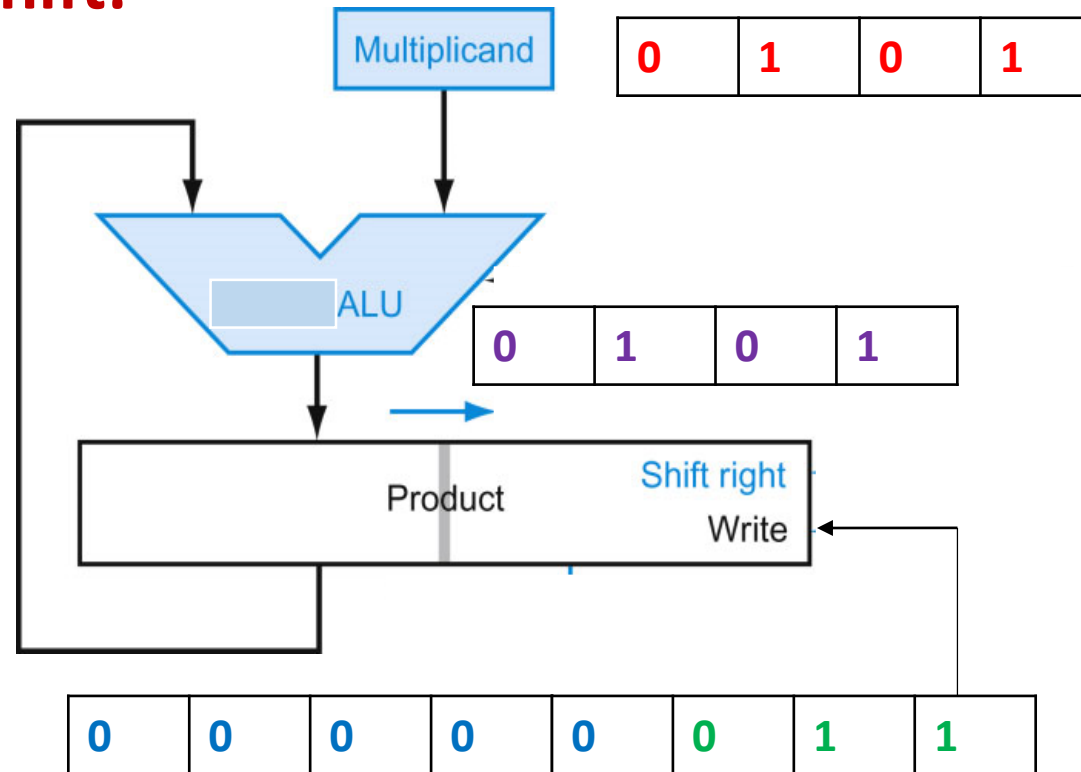 Multiplicand
0 1 0 1
ALU
0 1 0 1
Product
Shift right
Write
0 0 0 0 0 0 1 1